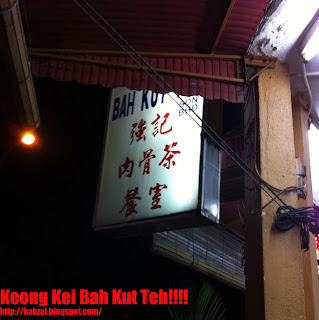 BAH KUT
強記
肉骨茶
餐室
Keong Kei Bah Kut Teh!!!!
http://hakzai.blogspot.com/